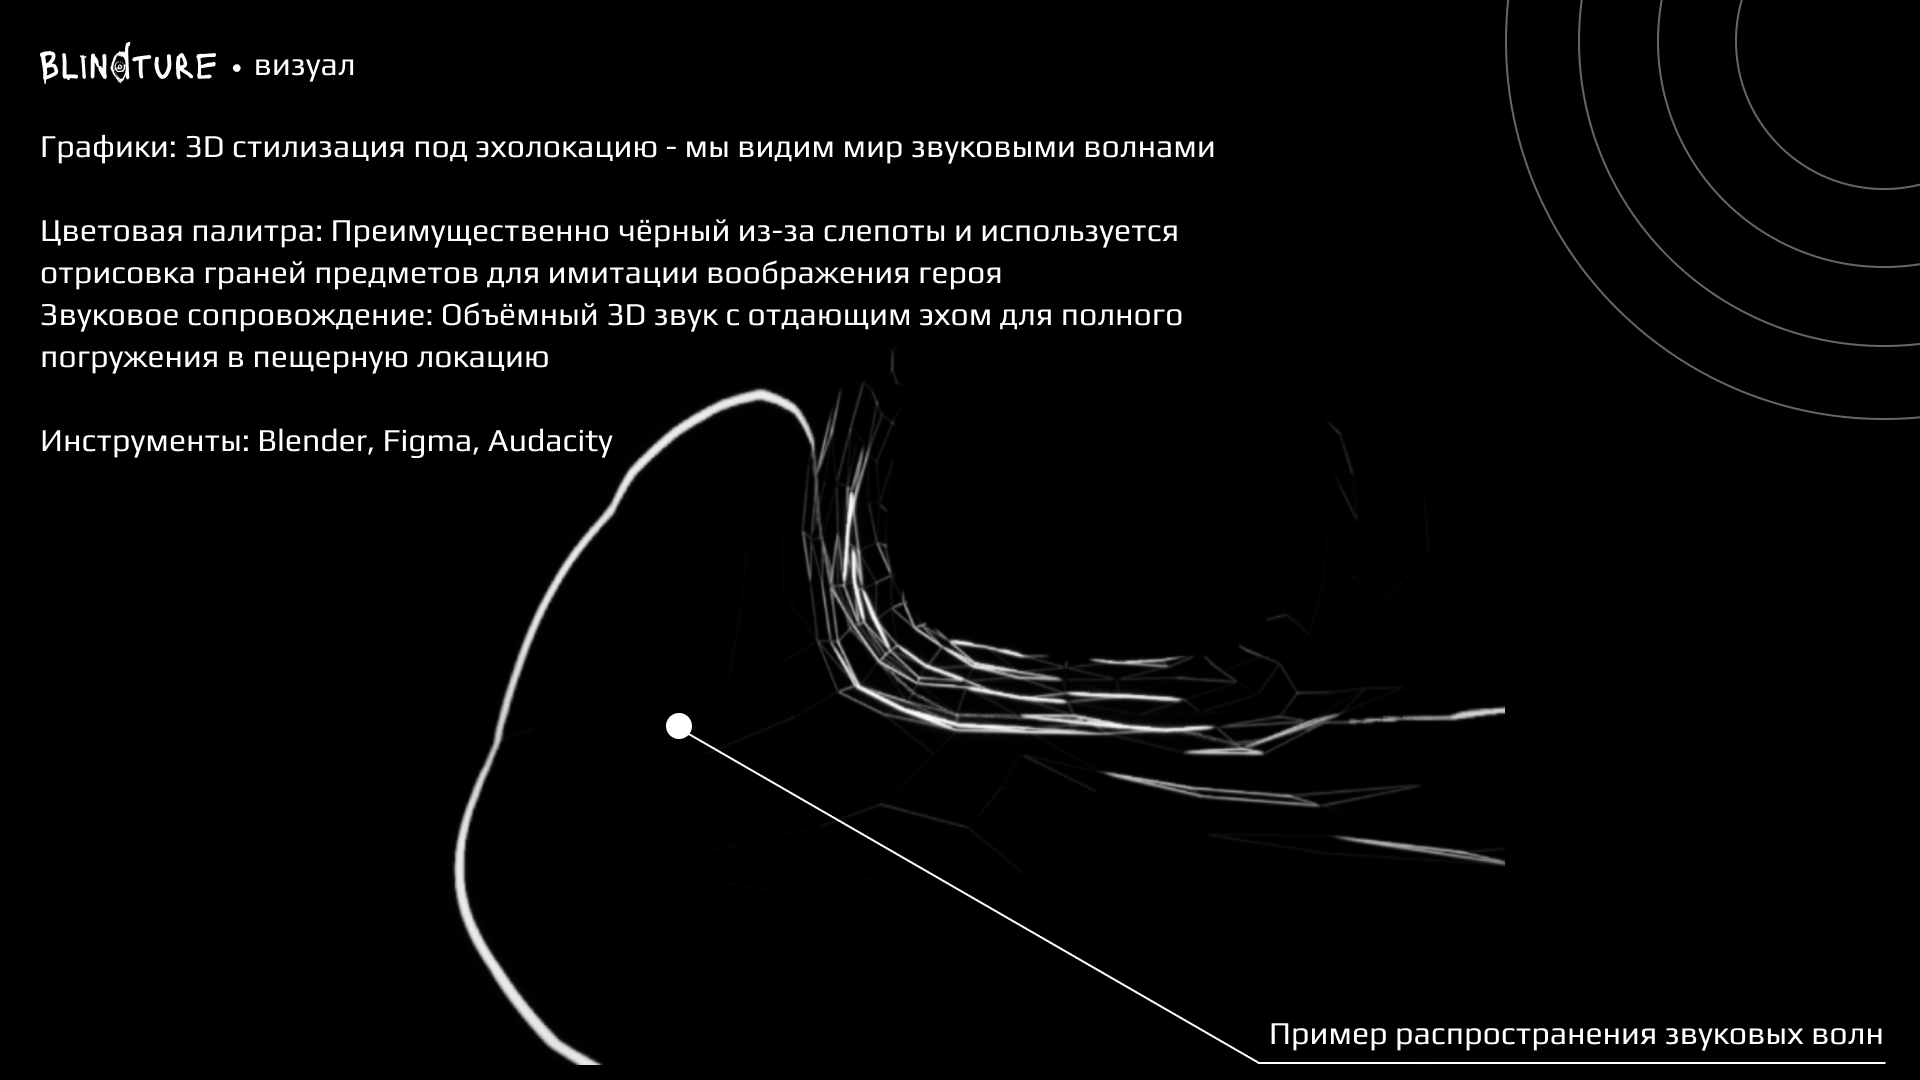 BLINdTURE • визуал
Графики: 3D стилизация под эхолокацию - мы видим мир звуковыми волнами
Цветовая палитра: Преимущественно чёрный из-за слепоты и используется
отрисовка граней предметов для имитации воображения героя
Звуковое сопровождение: Объёмный 3D звук с отдающим эхом для полного
погружения в пещерную локацию
Инструменты: Blender, Figma, Audacity
Пример распространения звуковых волн